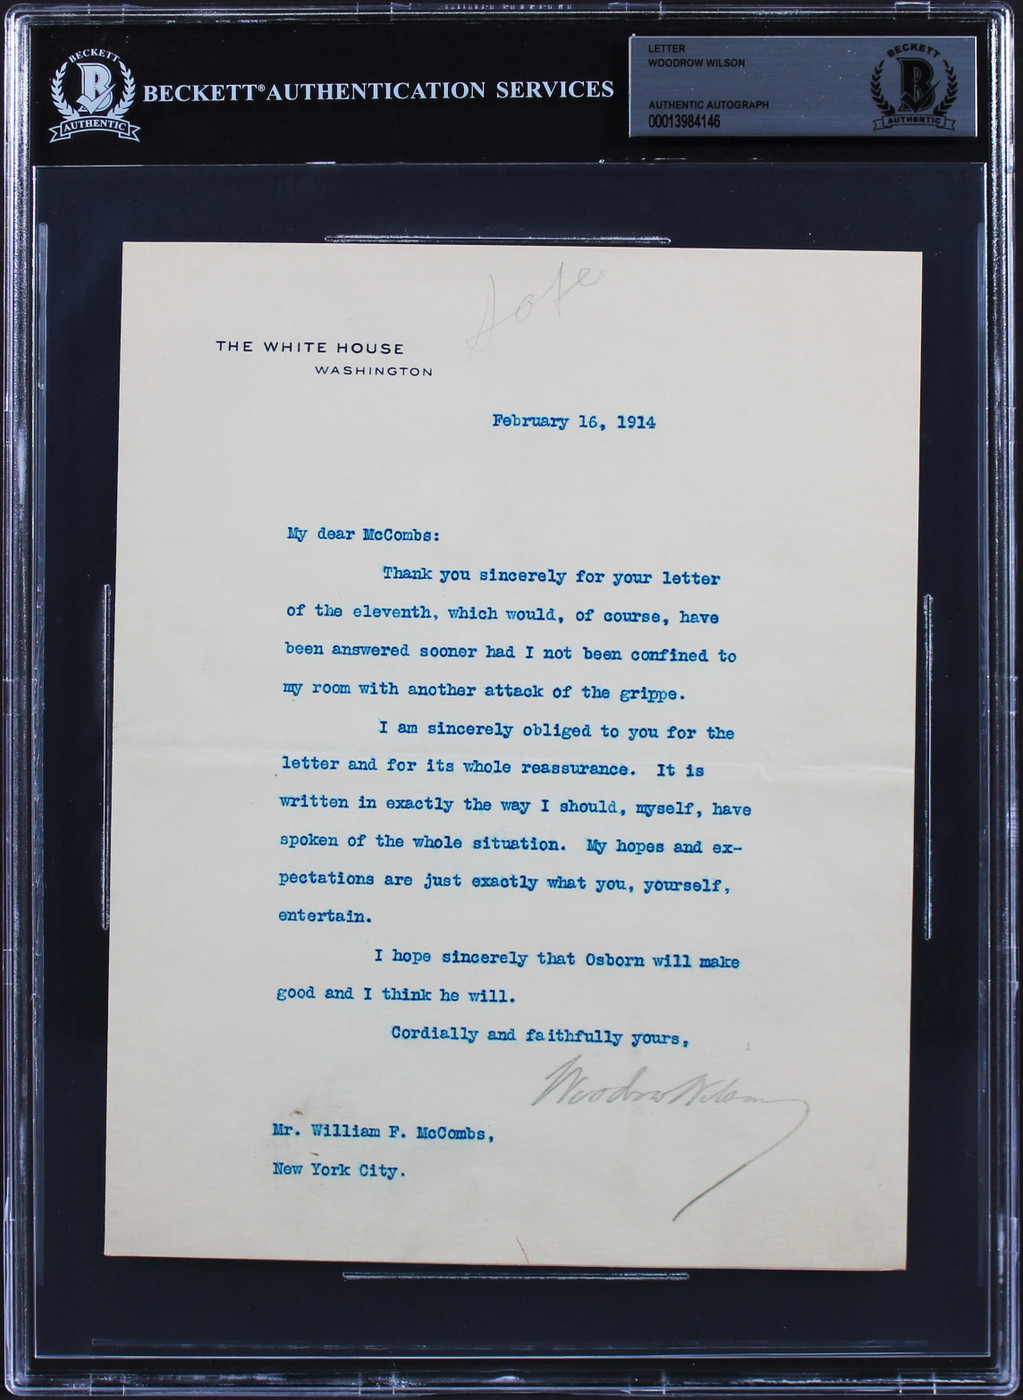 BECKETT
B
AUTHENTIC
BECKETT® AUTHENTICATION SERVICES
LETTER
WOODROW WILSON
AUTHENTIC AUTOGRAPH
00013984146
BECKETT
B
AUTHENTIC
THE WHITE HOUSE
WASHINGTON
February 16, 1914
My dear McCombs:
Thank you sincerely for your letter
of the eleventh, which would, of course, have
been answered sooner had I not been confined to
my room with another attack of the grippe.
I am sincerely obliged to you for the
letter and for its whole reassurance. It is
written in exactly the way I should, myself, have
spoken of the whole situation. My hopes and ex-
pectations are just exactly what you, yourself,
entertain.
I hope sincerely that Osborn will make
good and I think he will.
Cordially and faithfully yours,
Woodrow Wilson
Mr. William F. McCombs,
New York City.